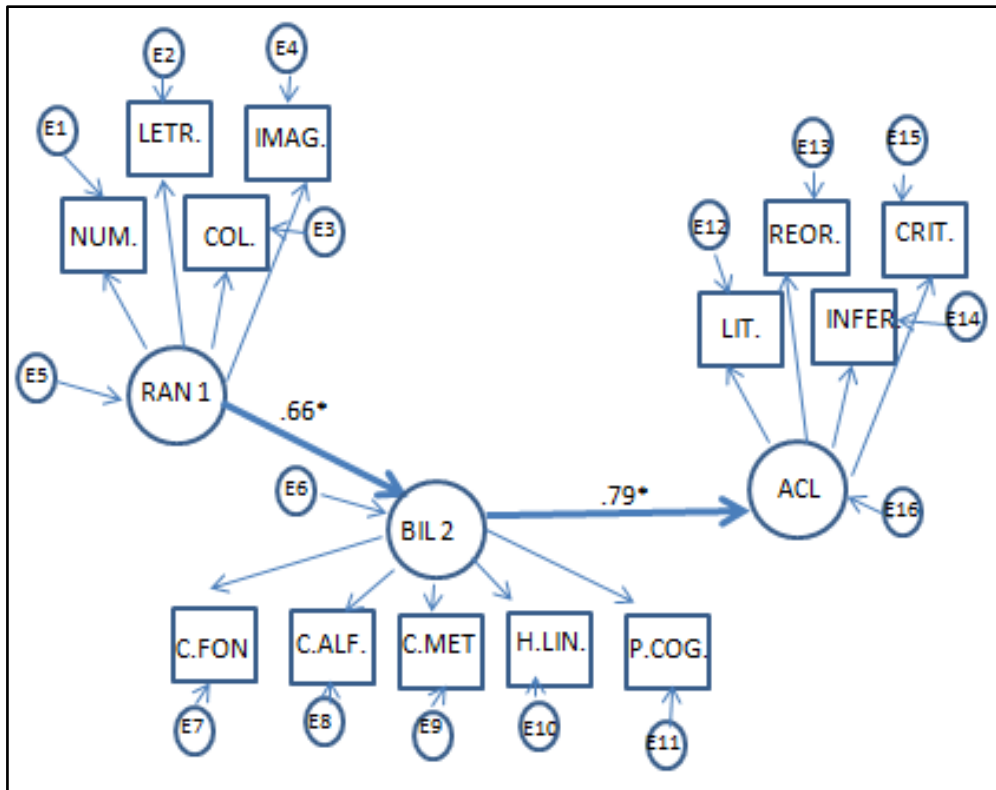 E2
E4
E1
LETR.
IMAG.
NUM.
COL.
E3
E5
RAN 1
.66*
E13
E15
E12
REOR.
CRIT.
LIT.
INFER.
E14
ACL
E16
.79*
E6
BIL 2
C.FON
C.ALF.
C.MET
H.LIN.
P.COG.
E7
E8
E9
E10
E11